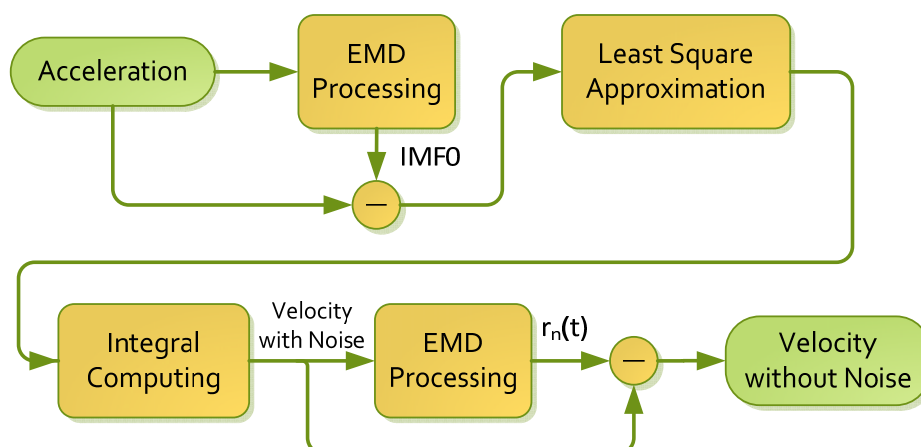 Acceleration
EMD
Processing
Least Square
Approximation
IMF0
–
Integral
Computing
Velocity
with Noise
EMD
Processing
rₙ(t)
–
Velocity
without Noise